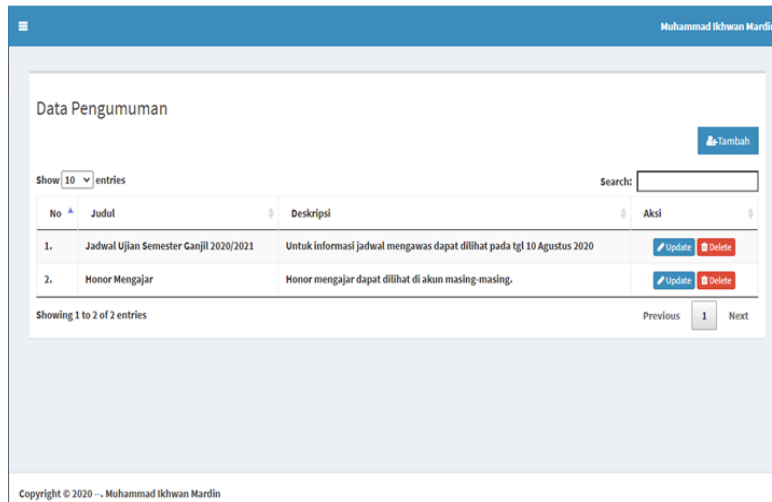 Muhammad Ikhwan Mardin
Data Pengumuman
Tambah
Show 10 entries
Search:
No Judul Deskripsi Aksi
1. Jadwal Ujian Semester Ganjil 2020/2021 Untuk informasi jadwal mengawas dapat dilihat pada tgl 10 Agustus 2020 Update Delete
2. Honor Mengajar Honor mengajar dapat dilihat di akun masing-masing. Update Delete
Showing 1 to 2 of 2 entries
Previous 1 Next
Copyright © 2020 --. Muhammad Ikhwan Mardin